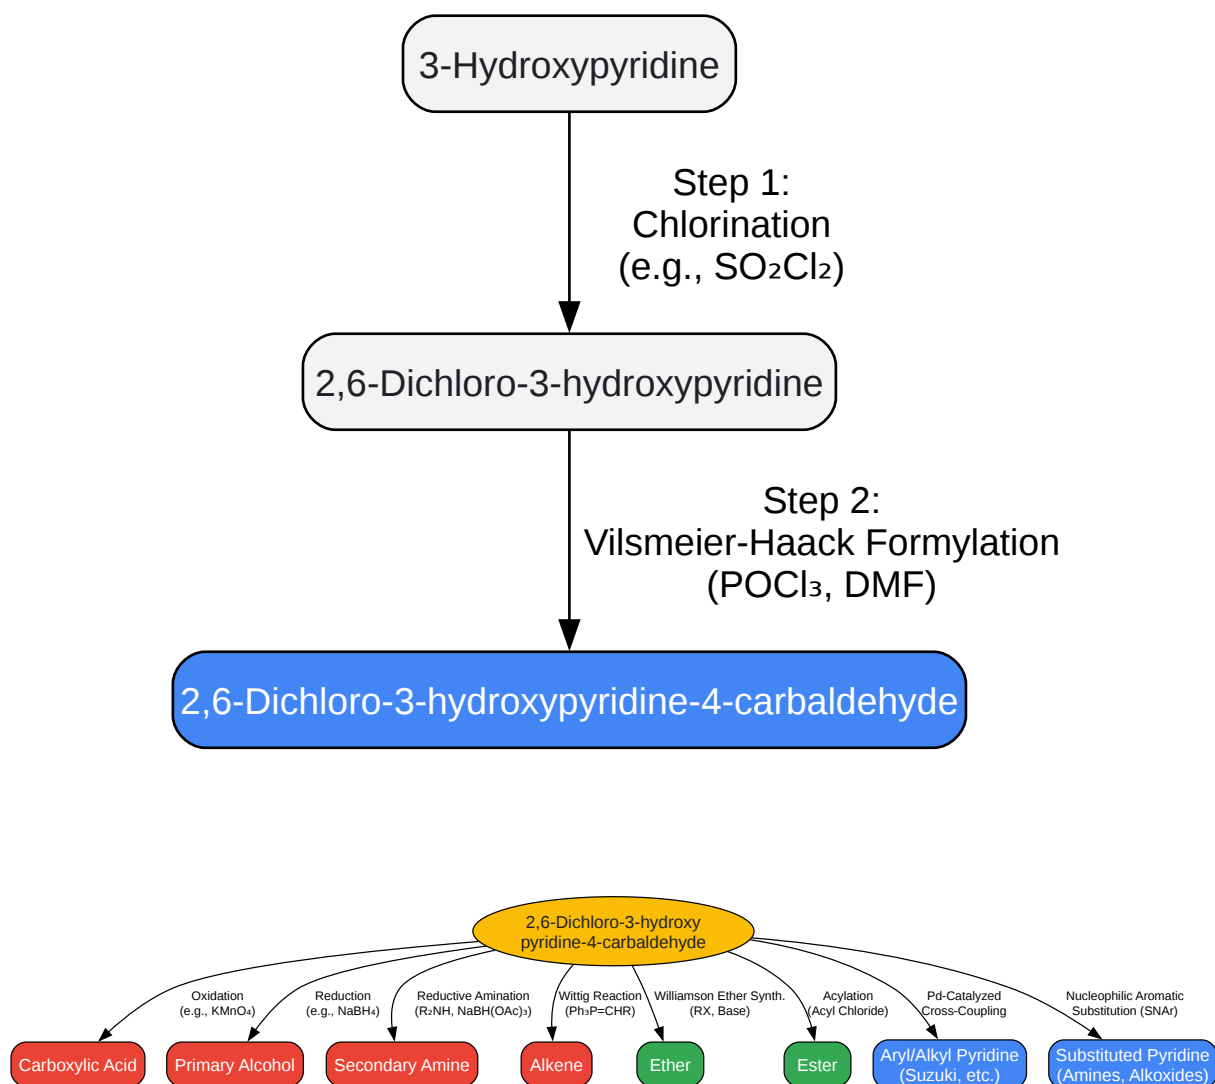 3-Hydroxypyridine
Step 1:
Chlorination
(e.g., SO₂Cl₂)
2,6-Dichloro-3-hydroxypyridine
Step 2:
Vilsmeier-Haack Formylation
(POCl₃, DMF)
2,6-Dichloro-3-hydroxypyridine-4-carbaldehyde
2,6-Dichloro-3-hydroxy
pyridine-4-carbaldehyde
Oxidation
(e.g., KMnO₄)
Reduction
(e.g., NaBH₄)
Reductive Amination
(R₂NH, NaBH(OAc)₃)
Wittig Reaction
(Ph₃P=CHR)
Williamson Ether Synth.
(RX, Base)
Acylation
(Acyl Chloride)
Pd-Catalyzed
Cross-Coupling
Nucleophilic Aromatic
Substitution (SNAr)
Carboxylic Acid
Primary Alcohol
Secondary Amine
Alkene
Ether
Ester
Aryl/Alkyl Pyridine
(Suzuki, etc.)
Substituted Pyridine
(Amines, Alkoxides)